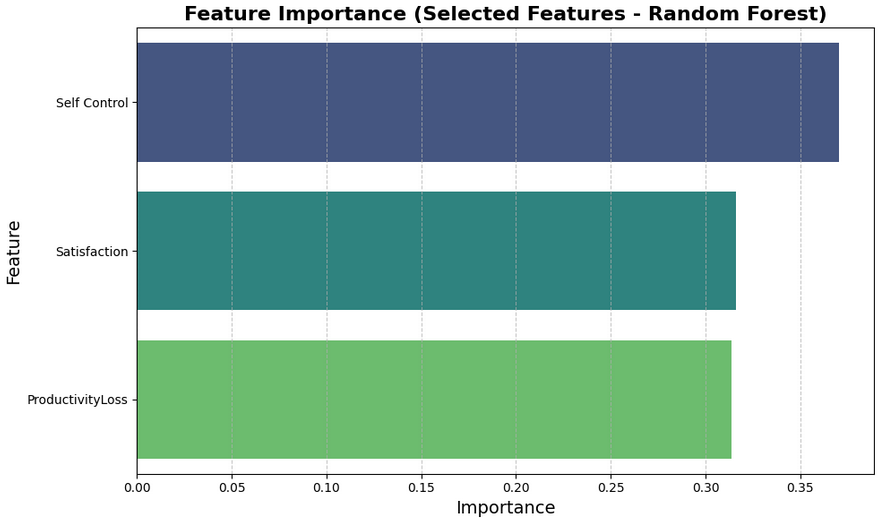 Feature Importance (Selected Features - Random Forest)
Feature
Self Control
Satisfaction
ProductivityLoss
0.00 0.05 0.10 0.15 0.20 0.25 0.30 0.35
Importance